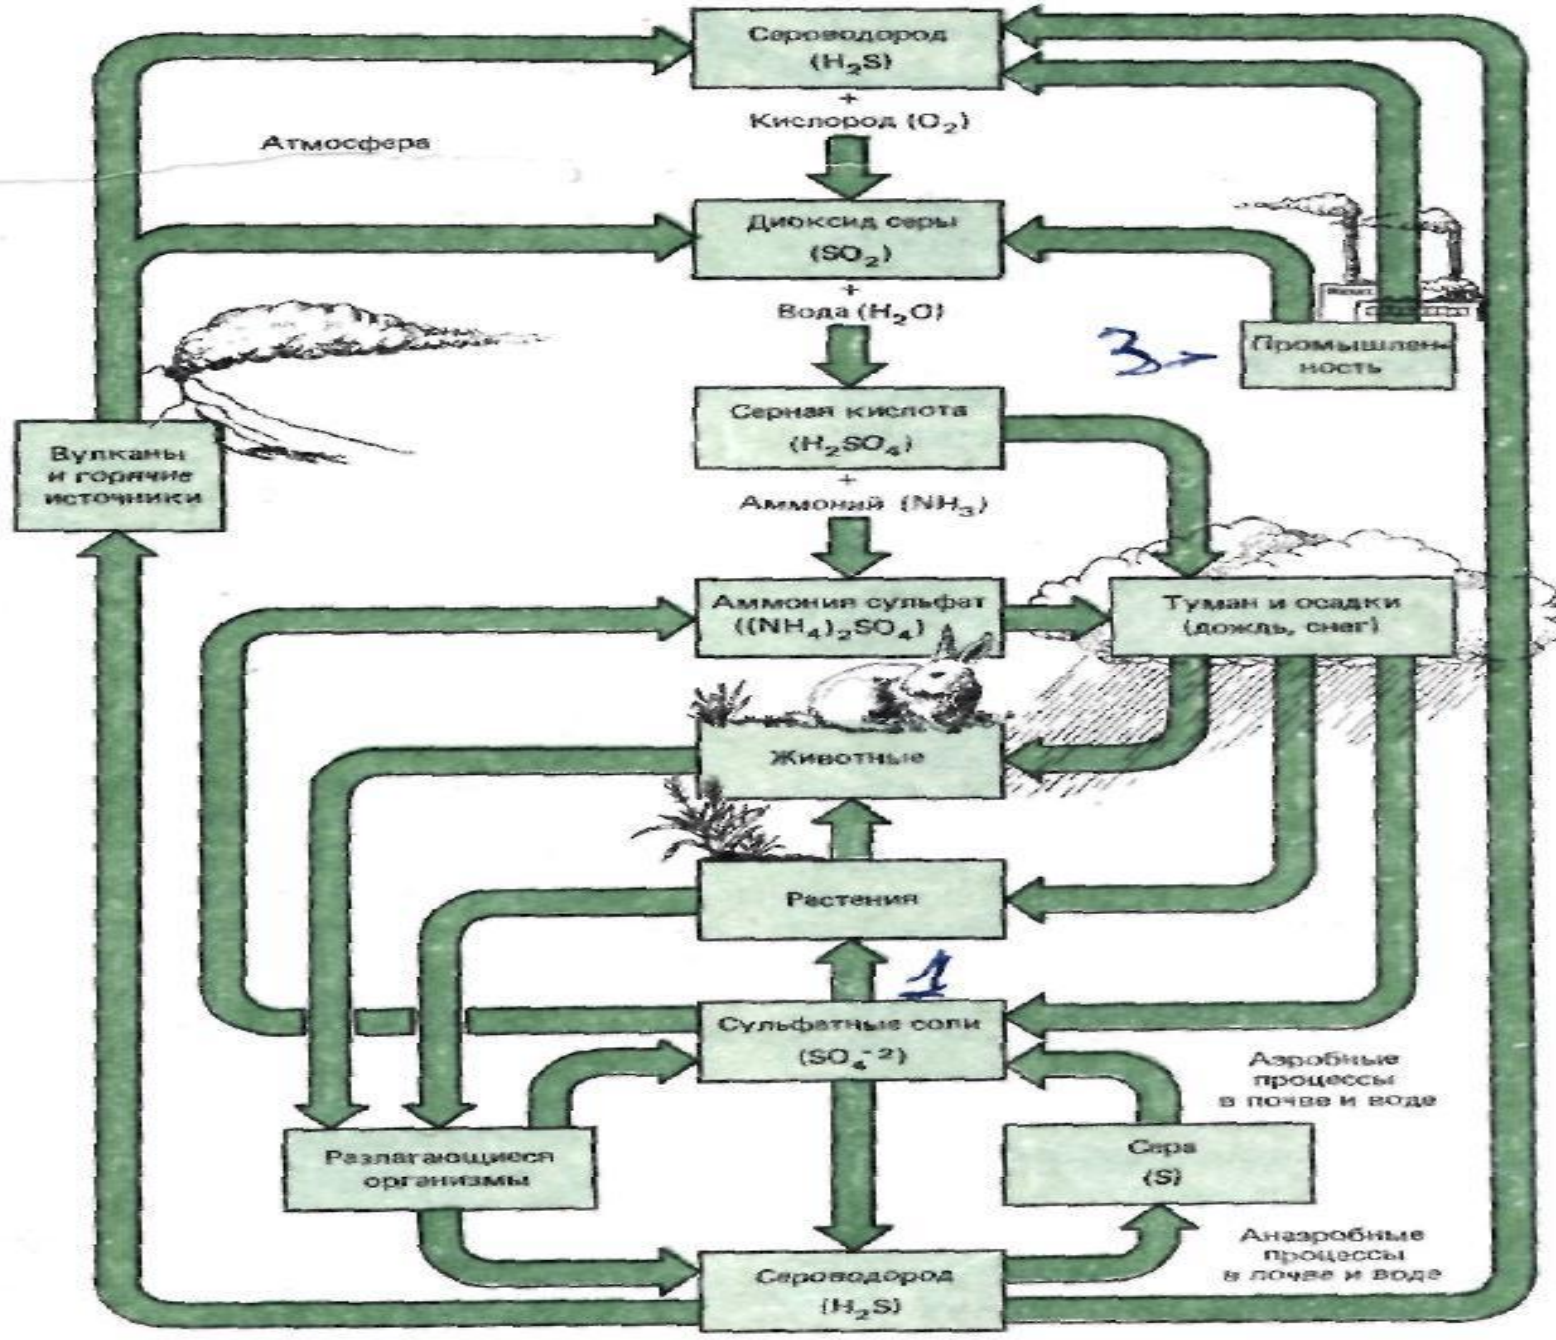 Сероводород
(H₂S)
+
Кислород (O₂)
Атмосфера
Диоксид серы
(SO₂)
+
Вода (H₂O)
3
Промышлен-
ность
Серная кислота
(H₂SO₄)
+
Аммоний (NH₃)
Вулканы
и горячие
источники
Аммония сульфат
((NH₄)₂SO₄)
Туман и осадки
(дождь, снег)
Животные
Растения
1
Сульфатные соли
(SO₄⁻²)
Аэробные
процессы
в почве и воде
Разлагающиеся
организмы
Сера
(S)
Анаэробные
процессы
в почве и воде
Сероводород
(H₂S)